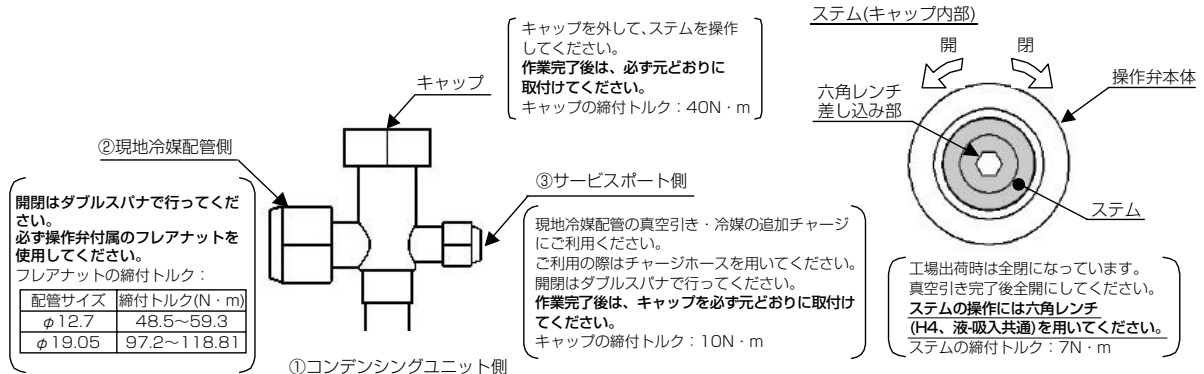 キャップを外して、ステムを操作
してください。
作業完了後は、必ず元どおりに
取付けてください。
キャップの締付トルク：40N・m
キャップ
②現地冷媒配管側
開閉はダブルスパナで行ってくだ
さい。
必ず操作弁付属のフレアナットを
使用してください。
フレアナットの締付トルク：
配管サイズ 締付トルク(N・m)
φ12.7 48.5～59.3
φ19.05 97.2～118.81
①コンデンシングユニット側
③サービスポート側
現地冷媒配管の真空引き・冷媒の追加チャージ
にご利用ください。
ご利用の際はチャージホースを用いてください。
開閉はダブルスパナで行ってください。
作業完了後は、キャップを必ず元どおりに取付け
てください。
キャップの締付トルク：10N・m
ステム(キャップ内部)
開 閉
六角レンチ
差し込み部
操作弁本体
ステム
工場出荷時は全閉になっています。
真空引き完了後全開にしてください。
ステムの操作には六角レンチ
(H4、液・吸入共通)を用いてください。
ステムの締付トルク：7N・m